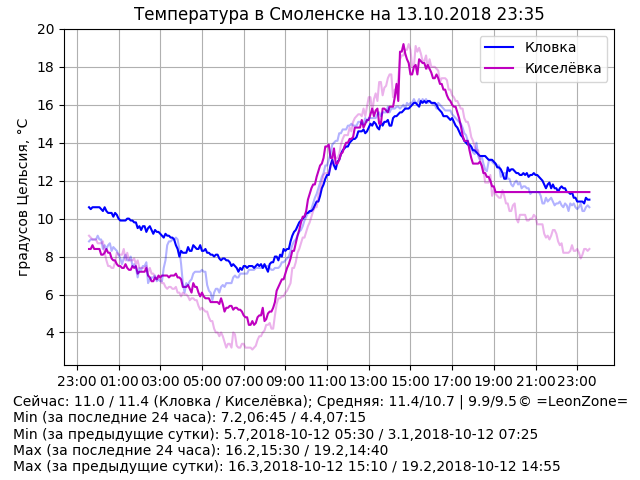 Температура в Смоленске на 13.10.2018 23:35
20
18
16
14
12
10
8
6
4
градусов Цельсия, °C
Кловка
Киселёвка
23:00 01:00 03:00 05:00 07:00 09:00 11:00 13:00 15:00 17:00 19:00 21:00 23:00
Сейчас: 11.0 / 11.4 (Кловка / Киселёвка); Средняя: 11.4/10.7 | 9.9/9.5© =LeonZone=
Min (за последние 24 часа): 7.2,06:45 / 4.4,07:15
Min (за предыдущие сутки): 5.7,2018-10-12 05:30 / 3.1,2018-10-12 07:25
Max (за последние 24 часа): 16.2,15:30 / 19.2,14:40
Max (за предыдущие сутки): 16.3,2018-10-12 15:10 / 19.2,2018-10-12 14:55